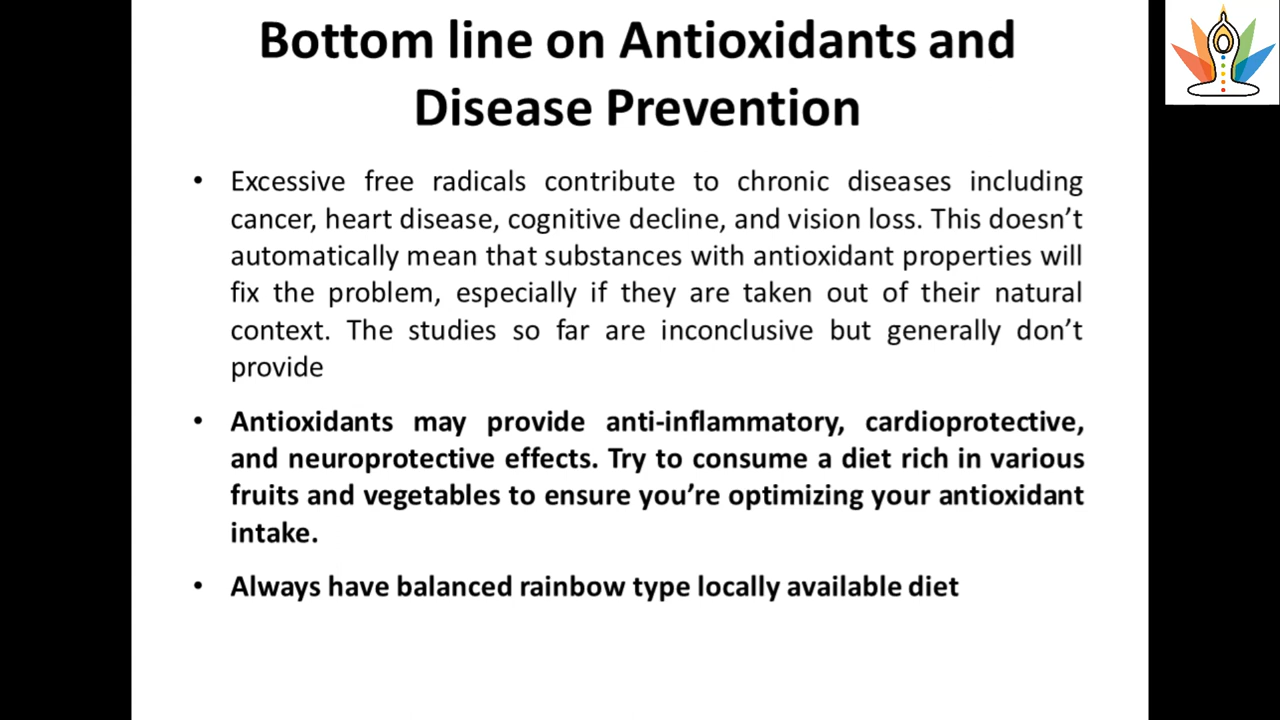 Bottom line on Antioxidants and
Disease Prevention
• Excessive free radicals contribute to chronic diseases including
cancer, heart disease, cognitive decline, and vision loss. This doesn’t
automatically mean that substances with antioxidant properties will
fix the problem, especially if they are taken out of their natural
context. The studies so far are inconclusive but generally don’t
provide
• Antioxidants may provide anti-inflammatory, cardioprotective,
and neuroprotective effects. Try to consume a diet rich in various
fruits and vegetables to ensure you’re optimizing your antioxidant
intake.
• Always have balanced rainbow type locally available diet